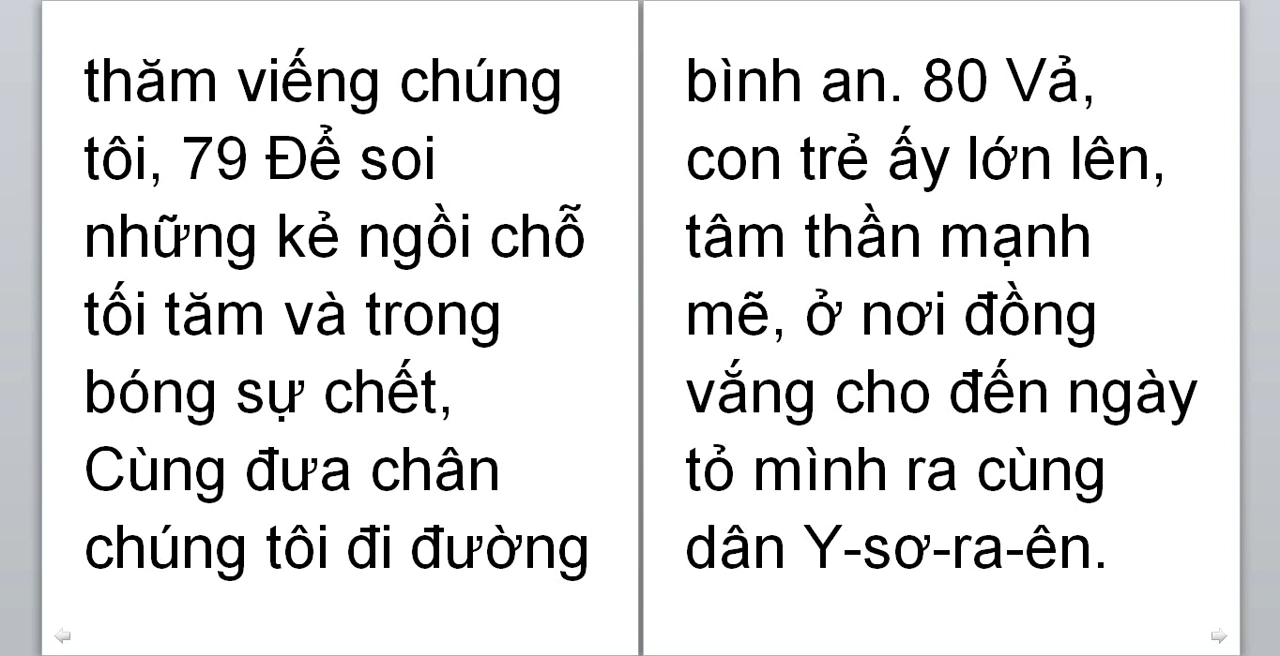 thăm viếng chúng
tôi, 79 Để soi
những kẻ ngồi chỗ
tối tăm và trong
bóng sự chết,
Cùng đưa chân
chúng tôi đi đường
bình an. 80 Vả,
con trẻ ấy lớn lên,
tâm thần mạnh
mẽ, ở nơi đồng
vắng cho đến ngày
tỏ mình ra cùng
dân Y-sơ-ra-ên.